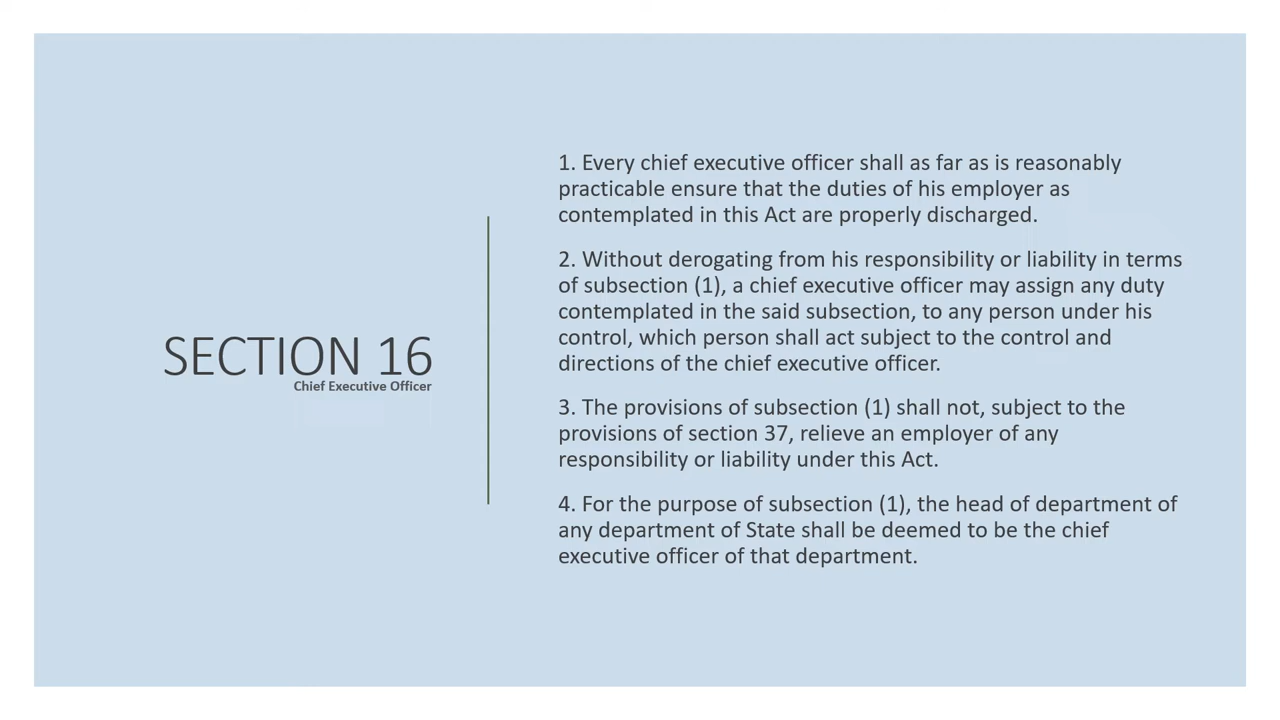 SECTION 16
Chief Executive Officer
1. Every chief executive officer shall as far as is reasonably
practicable ensure that the duties of his employer as
contemplated in this Act are properly discharged.
2. Without derogating from his responsibility or liability in terms
of subsection (1), a chief executive officer may assign any duty
contemplated in the said subsection, to any person under his
control, which person shall act subject to the control and
directions of the chief executive officer.
3. The provisions of subsection (1) shall not, subject to the
provisions of section 37, relieve an employer of any
responsibility or liability under this Act.
4. For the purpose of subsection (1), the head of department of
any department of State shall be deemed to be the chief
executive officer of that department.